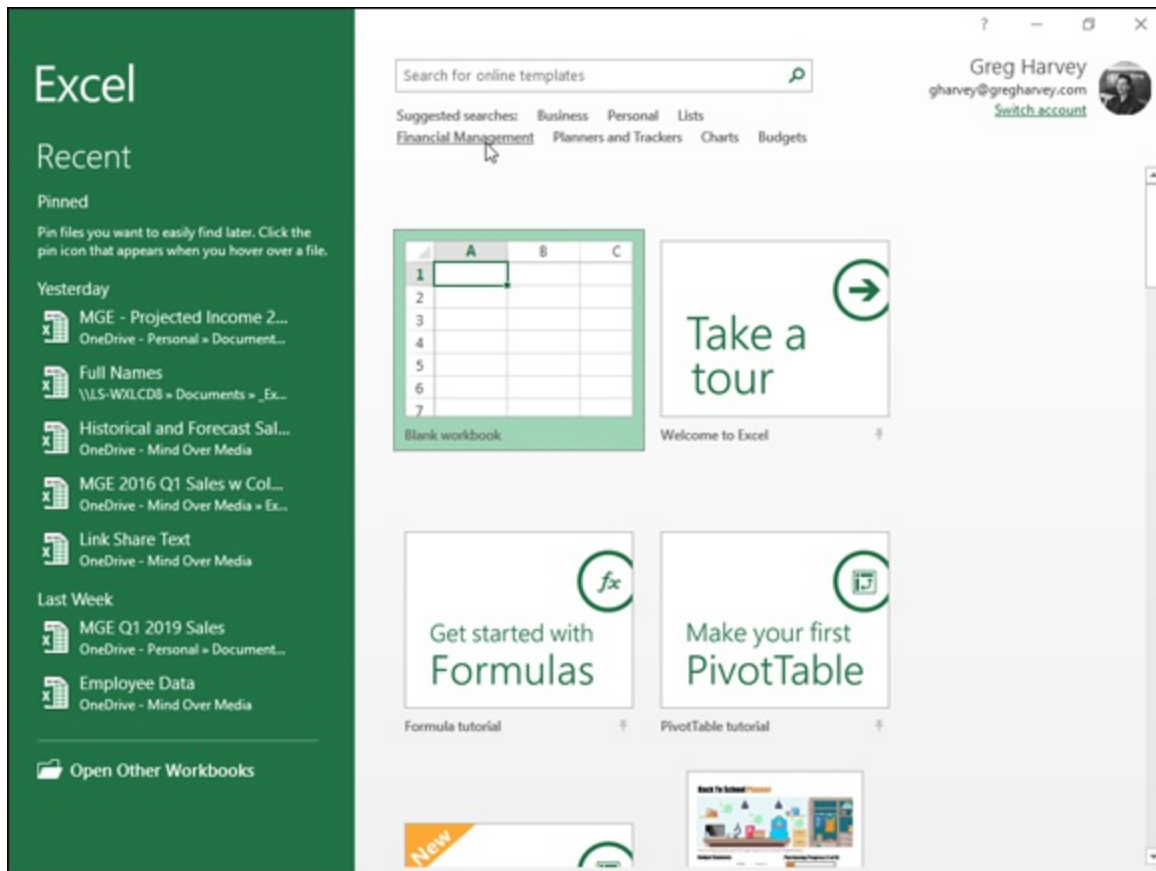 Excel
Recent
Pinned
Pin files you want to easily find later. Click the
pin icon that appears when you hover over a file.
Yesterday
MGE - Projected Income 2...
OneDrive - Personal » Document...
Full Names
\\LS-WXLCD8 » Documents » _Ex...
Historical and Forecast Sal...
OneDrive - Mind Over Media
MGE 2016 Q1 Sales w Col...
OneDrive - Mind Over Media » Ex...
Link Share Text
OneDrive - Mind Over Media
Last Week
MGE Q1 2019 Sales
OneDrive - Personal » Document...
Employee Data
OneDrive - Mind Over Media
Open Other Workbooks
?
Greg Harvey
gharvey@gregharvey.com
Switch account
Search for online templates
Suggested searches: Business Personal Lists
Financial Management Planners and Trackers Charts Budgets
A B C
1
2
3
4
5
6
7
Blank workbook
Take a
tour
Welcome to Excel
fx
Get started with
Formulas
Formula tutorial
Make your first
PivotTable
PivotTable tutorial
New
Back To School Planner
Budget Summary